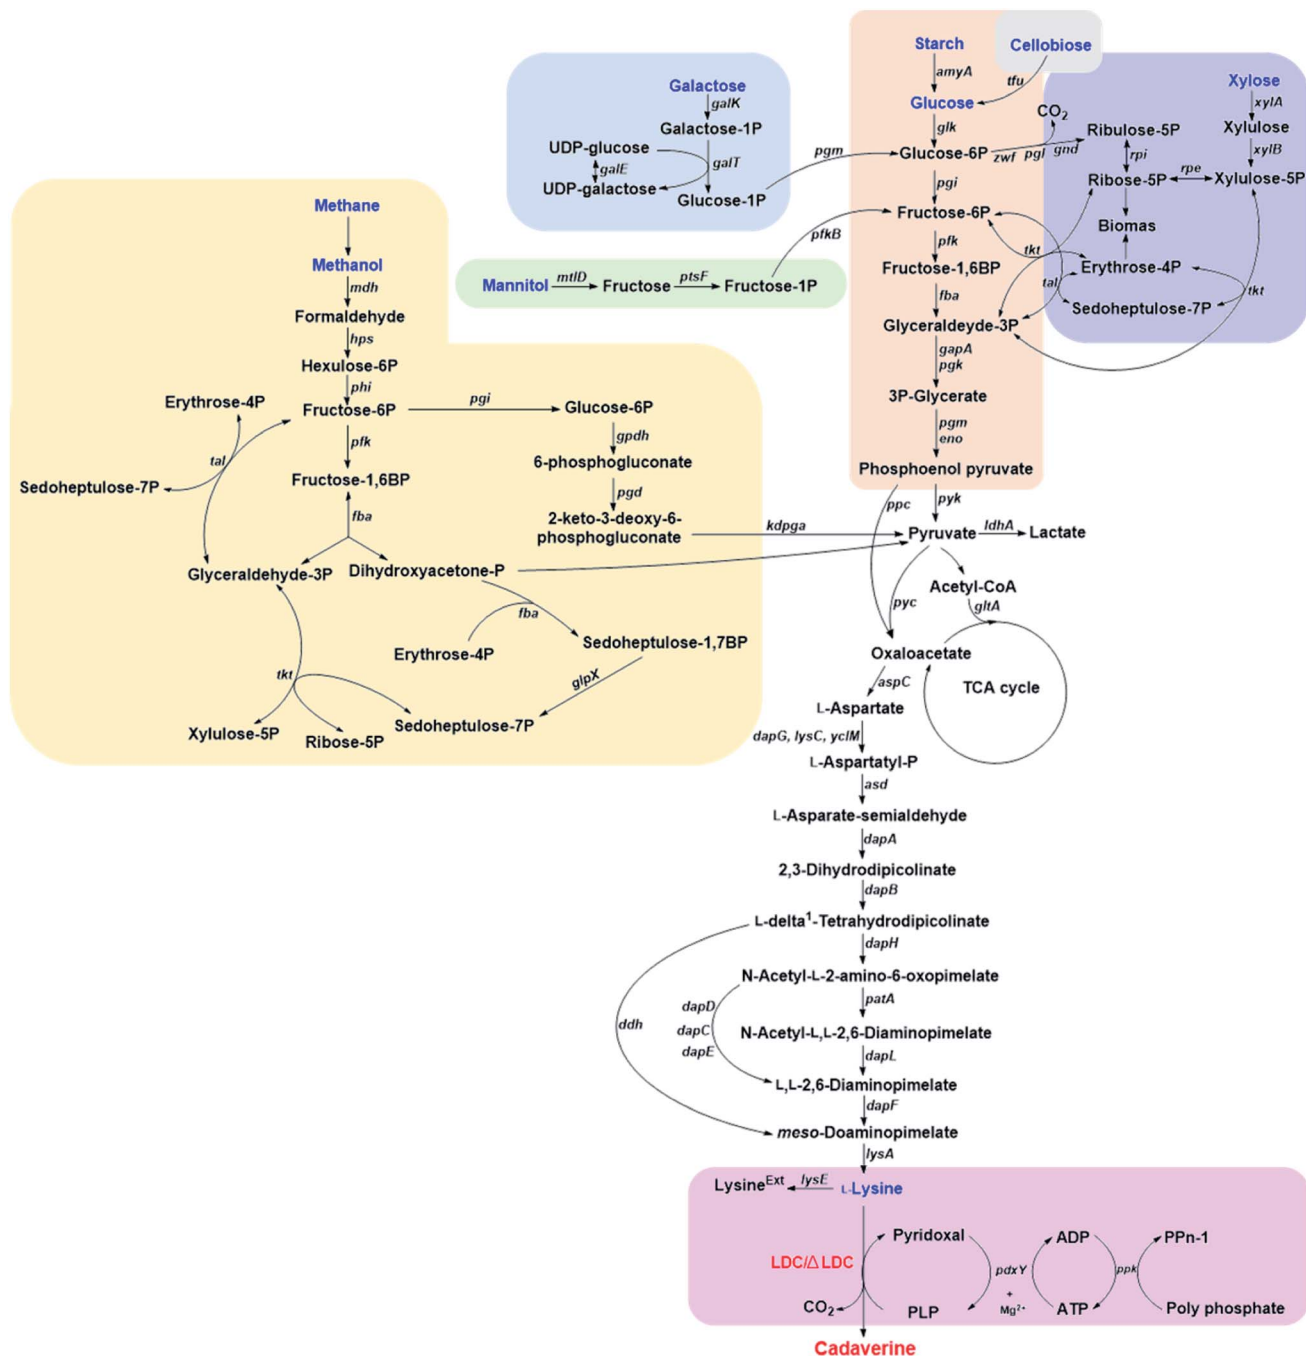 Starch
Cellobiose
amyA
tfu
Glucose
glk
Galactose
galK
Galactose-1P
UDP-glucose
galE
galT
UDP-galactose
Glucose-1P
pgm
Glucose-6P
zwf
pgl
gnd
CO2
Xylose
xylA
Ribulose-5P
Xylulose
rpi
xylB
Ribose-5P
rpe
Xylulose-5P
Biomas
Erythrose-4P
Sedoheptulose-7P
tkt
tal
tkt
pgi
Fructose-6P
pfkB
pfk
Fructose-1,6BP
fba
Glyceraldeyde-3P
gapA
pgk
3P-Glycerate
pgm
eno
Phosphoenol pyruvate
Mannitol
mtlD
Fructose
ptsF
Fructose-1P
Methane
Methanol
mdh
Formaldehyde
hps
Hexulose-6P
phi
Erythrose-4P
Fructose-6P
pgi
Glucose-6P
gpdh
pfk
tal
6-phosphogluconate
Sedoheptulose-7P
Fructose-1,6BP
pgd
fba
2-keto-3-deoxy-6-
phosphogluconate
kdpga
Glyceraldehyde-3P
Dihydroxyacetone-P
fba
Erythrose-4P
Sedoheptulose-1,7BP
tkt
glpX
Xylulose-5P
Ribose-5P
Sedoheptulose-7P
ppc
pyk
Pyruvate
ldhA
Lactate
Acetyl-CoA
pyc
gltA
Oxaloacetate
aspC
TCA cycle
L-Aspartate
dapG, lysC, yclM
L-Aspartatyl-P
asd
L-Asparate-semialdehyde
dapA
2,3-Dihydrodipicolinate
dapB
L-delta1-Tetrahydrodipicolinate
dapH
N-Acetyl-L-2-amino-6-oxopimelate
ddh
dapD
dapC
dapE
patA
N-Acetyl-L,L-2,6-Diaminopimelate
dapL
L,L-2,6-Diaminopimelate
dapF
meso-Doaminopimelate
lysA
LysineExt
lysE
L-Lysine
LDC/Δ LDC
Pyridoxal
ADP
PPn-1
pdxY
+
Mg2+
ppk
CO2
PLP
ATP
Poly phosphate
Cadaverine